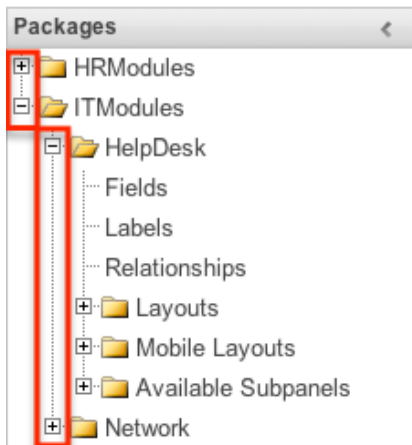 Packages
HRModules
ITModules
HelpDesk
Fields
Labels
Relationships
Layouts
Mobile Layouts
Available Subpanels
Network